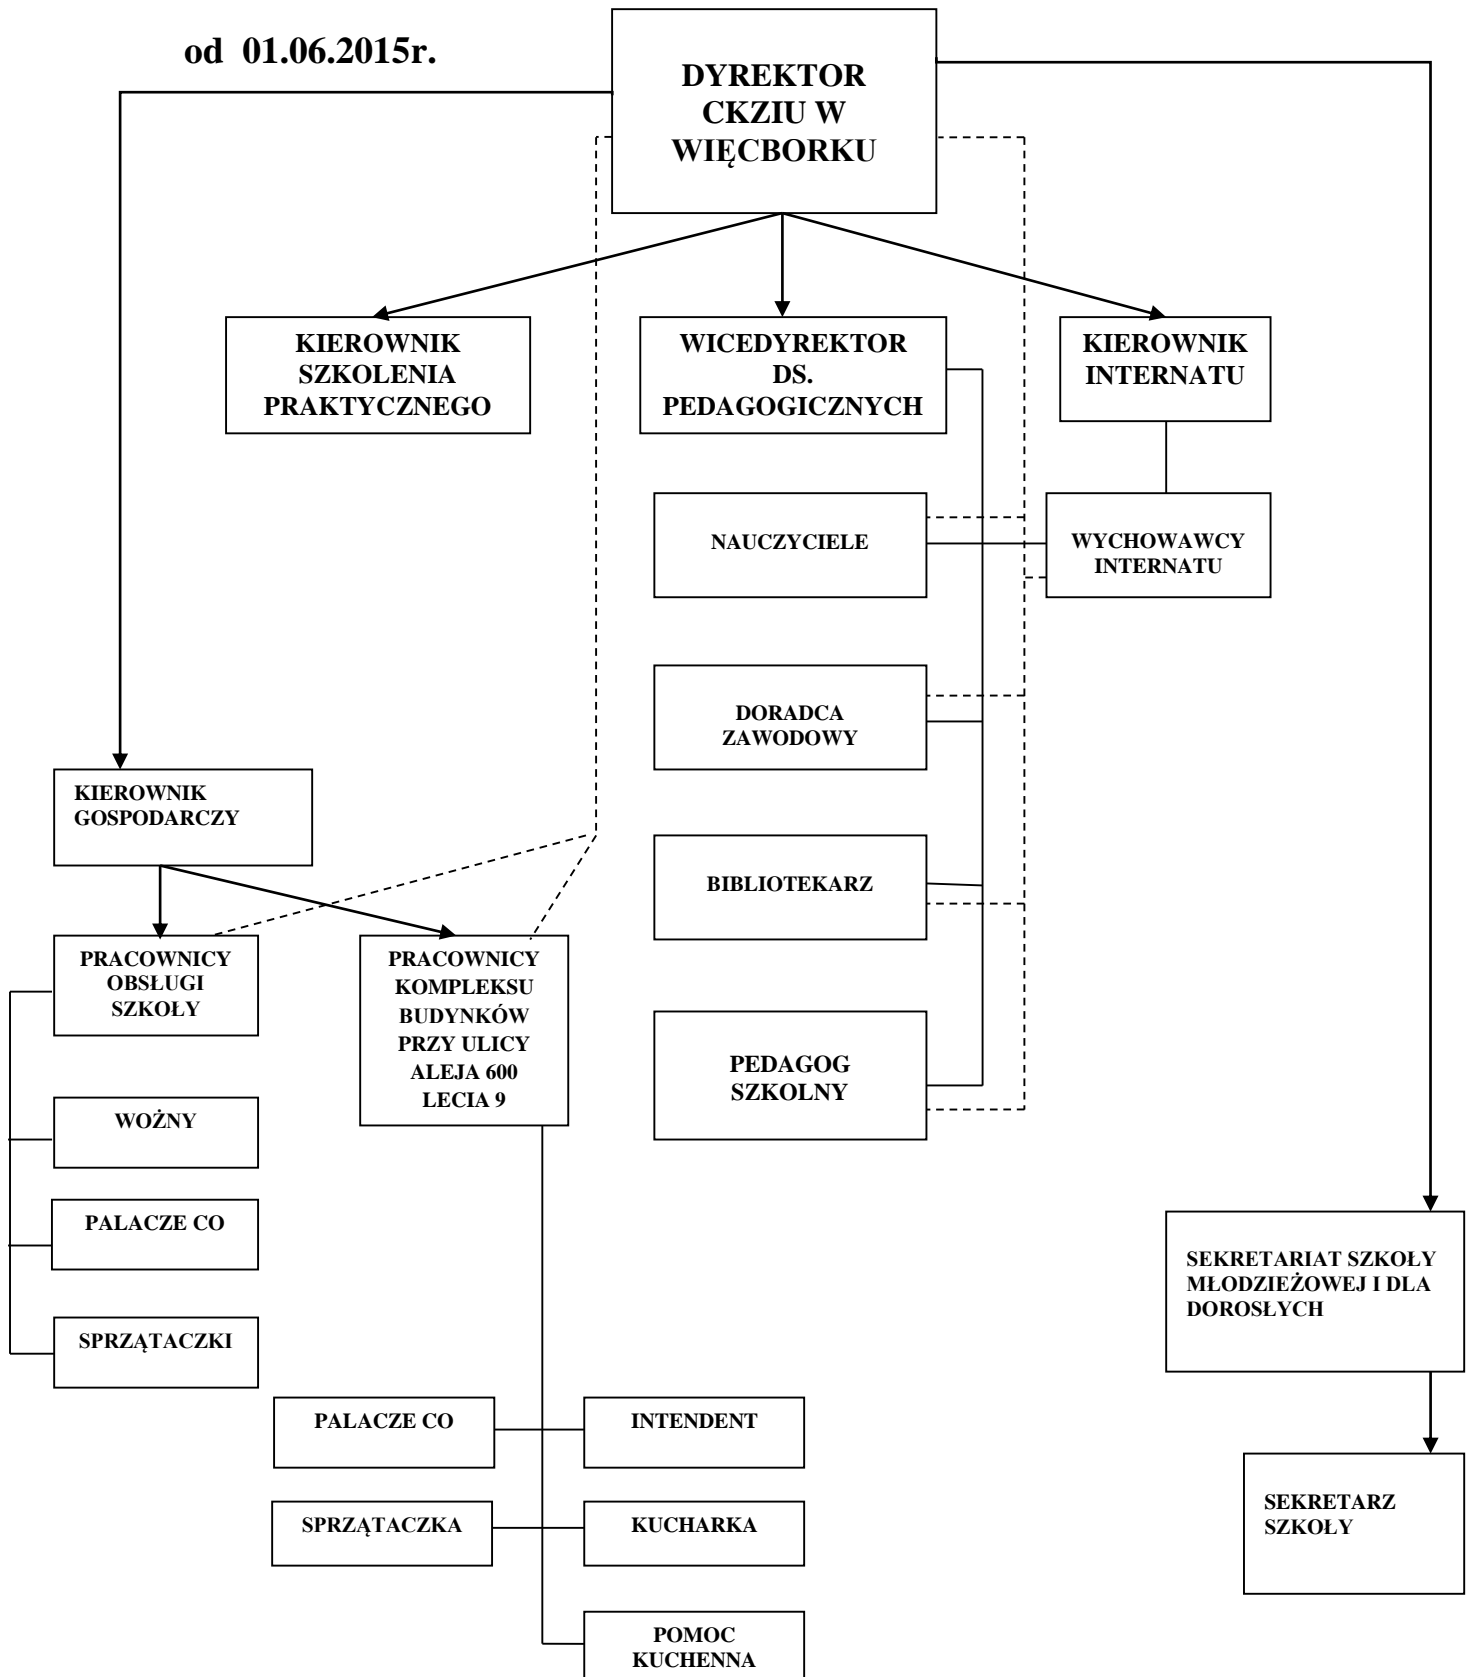 od 01.06.2015r.
DYREKTOR
CKZIU W
WIĘCBORKU
KIEROWNIK
SZKOLENIA
PRAKTYCZNEGO
WICEDYREKTOR
DS.
PEDAGOGICZNYCH
KIEROWNIK
INTERNATU
NAUCZYCIELE
WYCHOWAWCY
INTERNATU
DORADCA
ZAWODOWY
KIEROWNIK
GOSPODARCZY
BIBLIOTEKARZ
PRACOWNICY
OBSŁUGI
SZKOŁY
PRACOWNICY
KOMPLEKSU
BUDYNKÓW
PRZY ULICY
ALEJA 600
LECIA 9
PEDAGOG
SZKOLNY
WOŻNY
PALACZE CO
SPRZĄTACZKI
SEKRETARIAT SZKOŁY
MŁODZIEŻOWEJ I DLA
DOROSŁYCH
PALACZE CO
INTENDENT
SPRZĄTACZKA
KUCHARKA
SEKRETARZ
SZKOŁY
POMOC
KUCHENNA